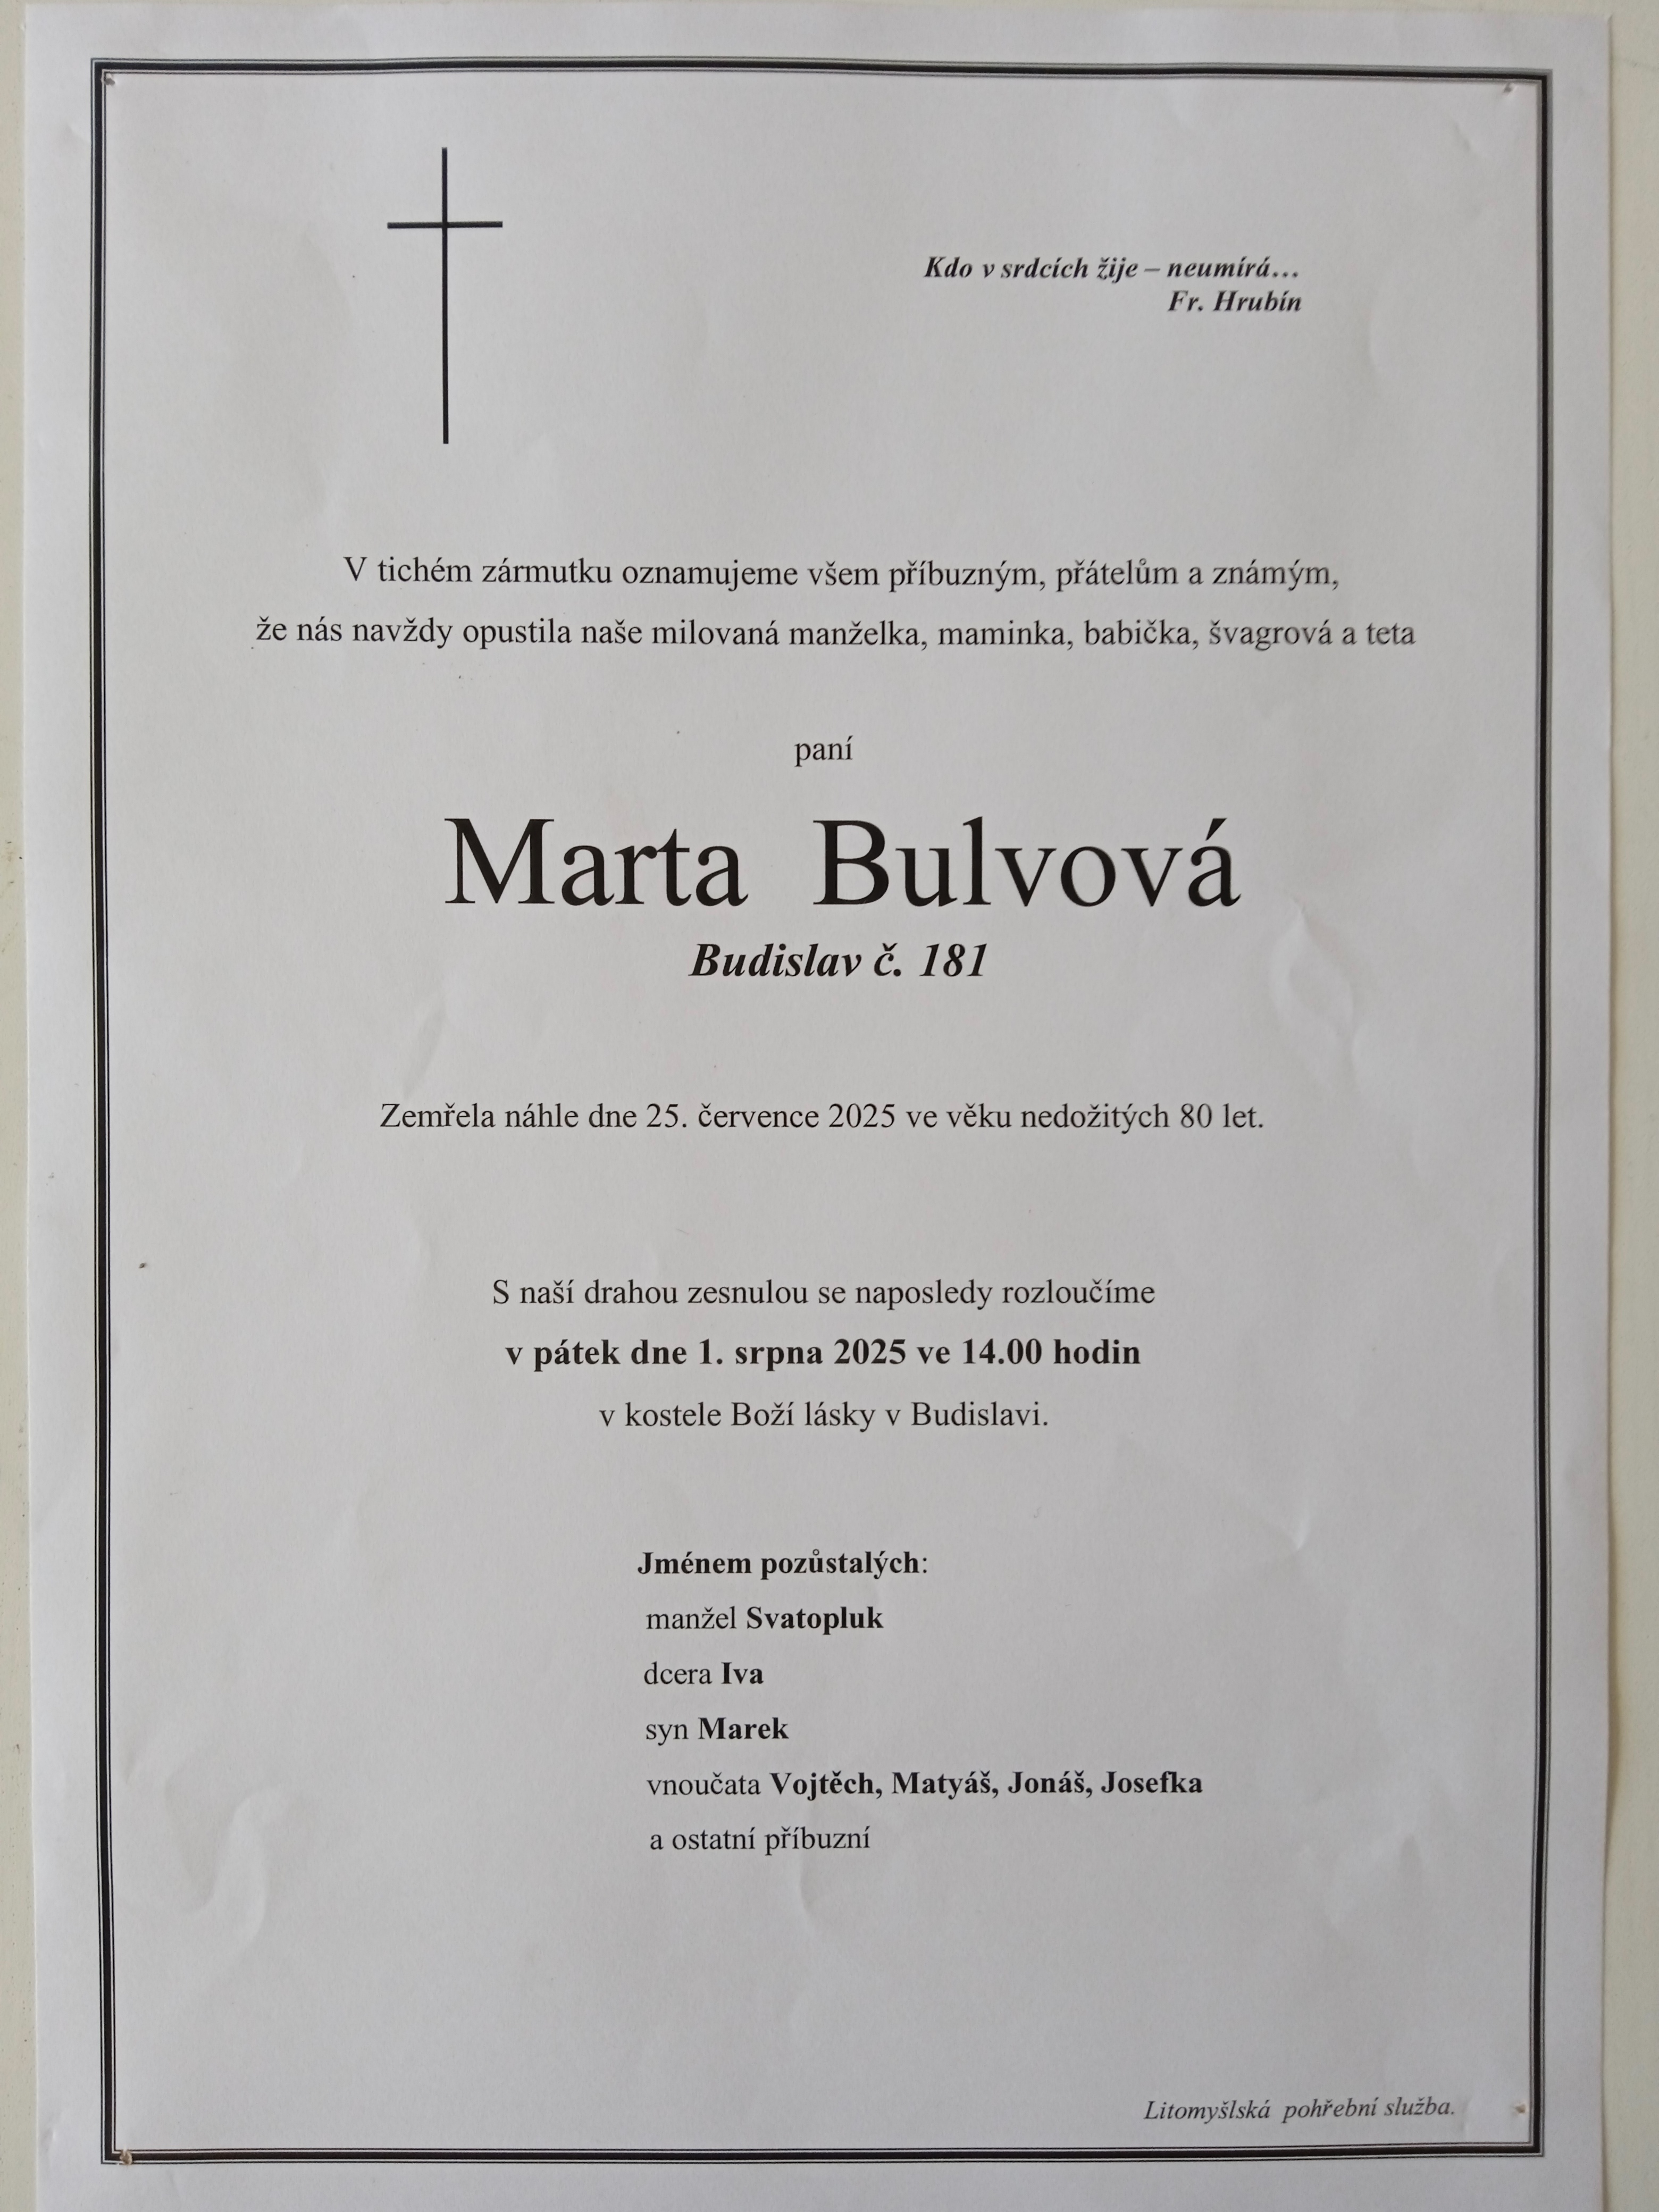 Kdo v srdcích žije – neumírá…
Fr. Hrubín
V tichém zármutku oznamujeme všem příbuzným, přátelům a známým,
že nás navždy opustila naše milovaná manželka, maminka, babička, švagrová a teta
paní
Marta Bulvová
Budislav č. 181
Zemřela náhle dne 25. července 2025 ve věku nedožitých 80 let.
S naší drahou zesnulou se naposledy rozloučíme
v pátek dne 1. srpna 2025 ve 14.00 hodin
v kostele Boží lásky v Budislavi.
Jménem pozůstalých:
manžel Svatopluk
dcera Iva
syn Marek
vnoučata Vojtěch, Matyáš, Jonáš, Josefka
a ostatní příbuzní
Litomyšlská pohřební služba.